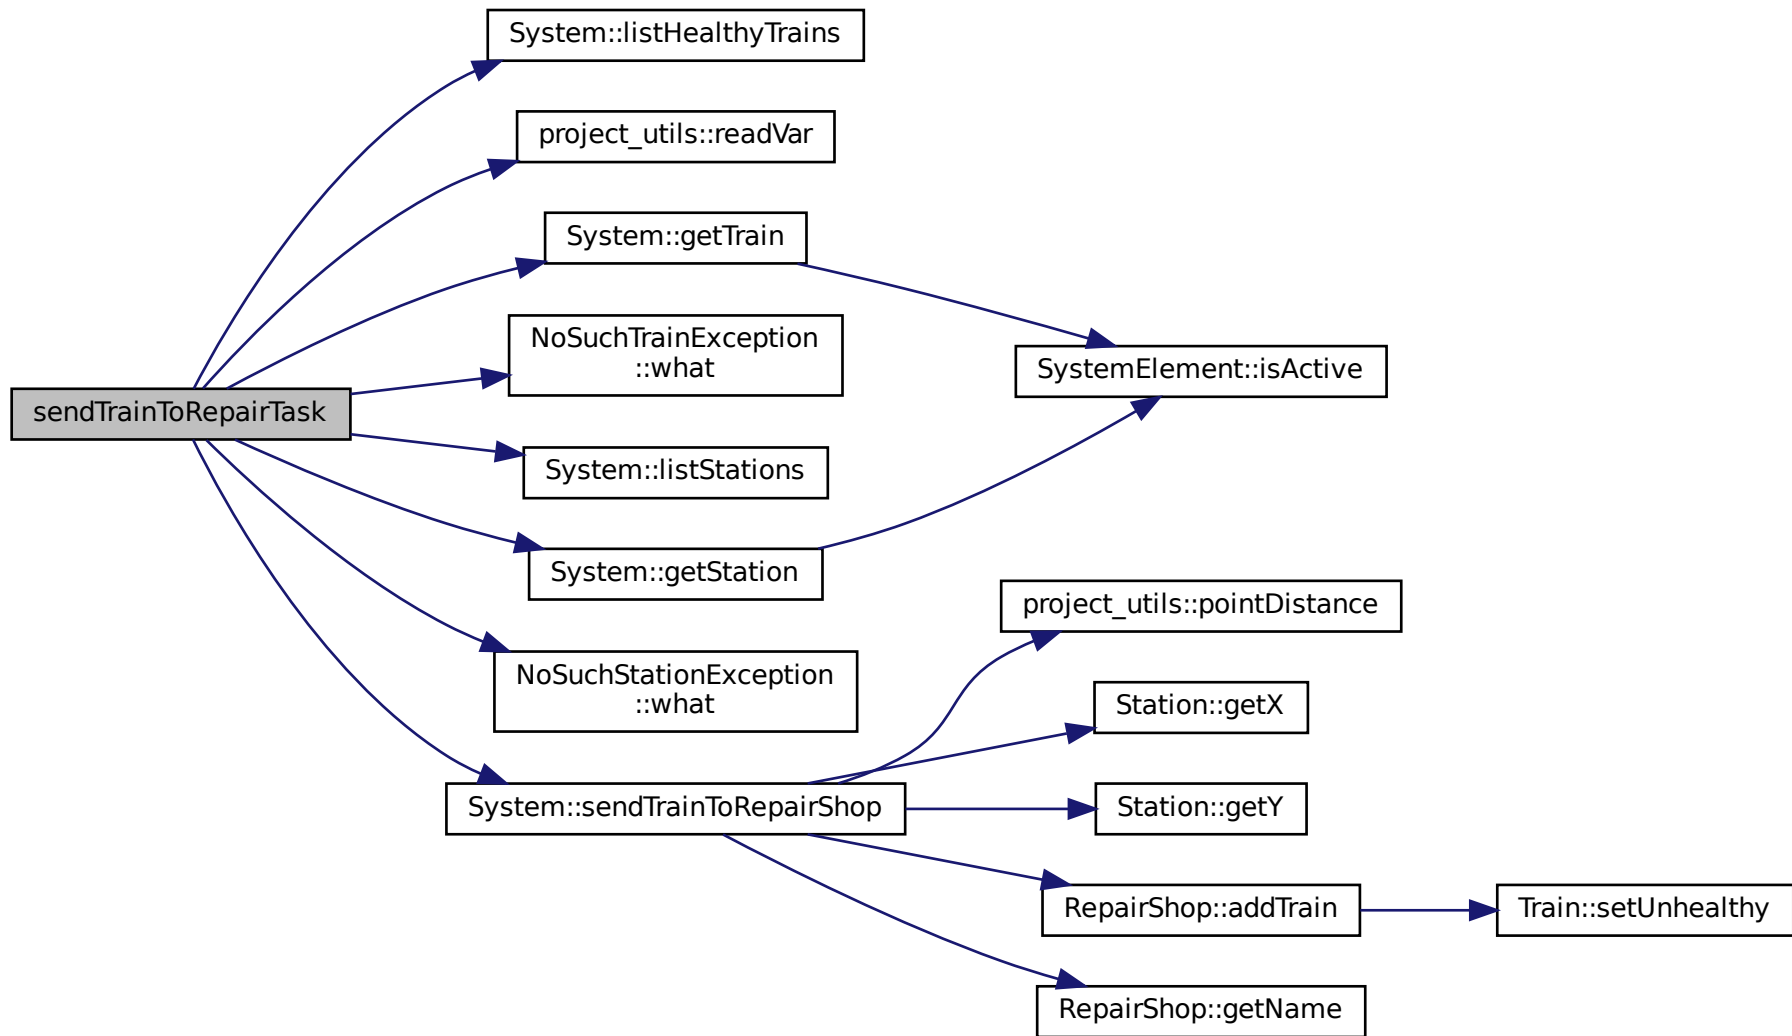 System::listHealthyTrains
project_utils::readVar
System::getTrain
NoSuchTrainException
::what
SystemElement::isActive
sendTrainToRepairTask
System::listStations
System::getStation
project_utils::pointDistance
NoSuchStationException
::what
Station::getX
System::sendTrainToRepairShop
Station::getY
RepairShop::addTrain
Train::setUnhealthy
RepairShop::getName